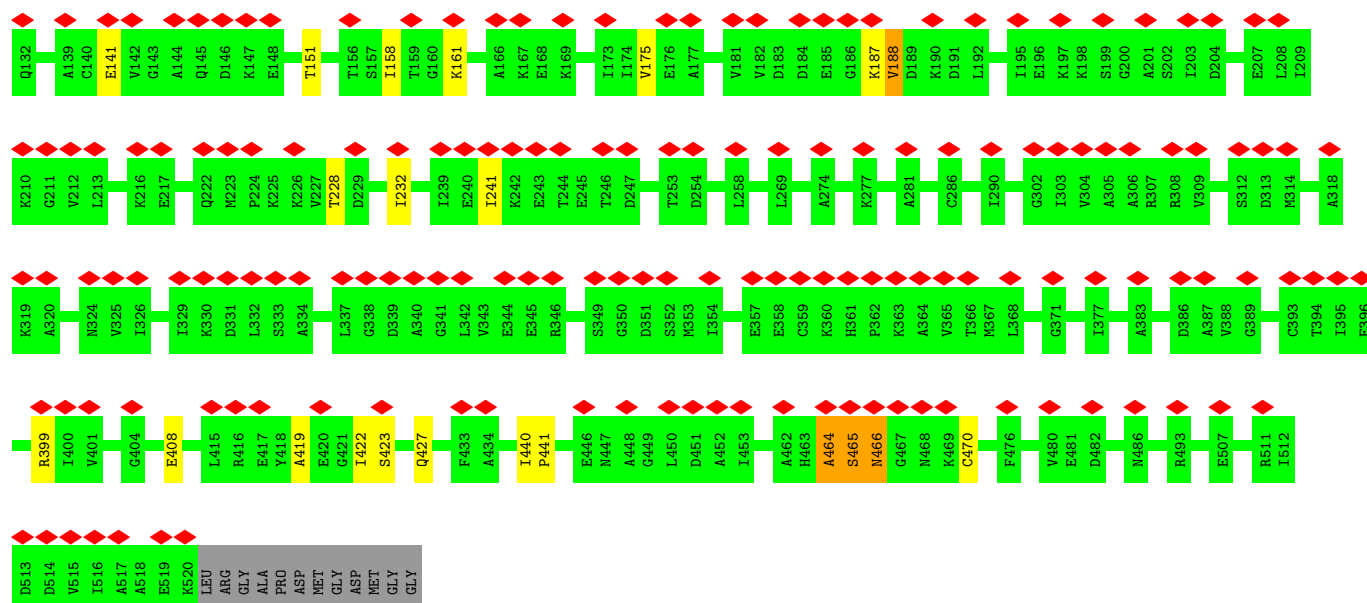 Q132 A139 C140 E141 V142 G143 A144 Q145 D146 K147 E148 T151 T156 S157 I158 T159 G160 K161 A166 K167 E168 K169 I173 I174 V175 E176 A177 V181 V182 D183 D184 E185 G186 K187 V188 D189 K190 D191 L192 I195 E196 K197 K198 S199 G200 A201 S202 I203 D204 E207 L208 I209
K210 G211 V212 L213 K216 E217 Q222 M223 P224 K225 K226 V227 T228 D229 I232 I239 E240 I241 K242 E243 T244 E245 T246 D247 T253 D254 L258 L269 A274 K277 A281 C286 I290 G302 I303 V304 A305 A306 R307 R308 V309 S312 D313 M314 A318
K319 A320 N324 V325 I326 I329 K330 D331 L332 S333 A334 L337 G338 D339 A340 G341 L342 V343 E344 E345 R346 S349 G350 D351 S352 M353 I354 E357 E358 C359 K360 H361 P362 K363 A364 V365 T366 M367 L368 G371 I377 A383 D386 A387 V388 G389 C393 T394 I395 E396
R399 I400 V401 G404 E408 L415 R416 E417 Y418 A419 E420 G421 I422 S423 Q427 F433 A434 I440 P441 E446 N447 A448 G449 L450 D451 A452 I453 A462 H463 A464 S465 N466 G467 N468 K469 C470 F476 V480 E481 D482 N486 R493 E507 R511 I512
D513 D514 V515 I516 A517 A518 E519 K520 LEU ARG GLY ALA PRO ASP MET GLY ASP MET GLY GLY